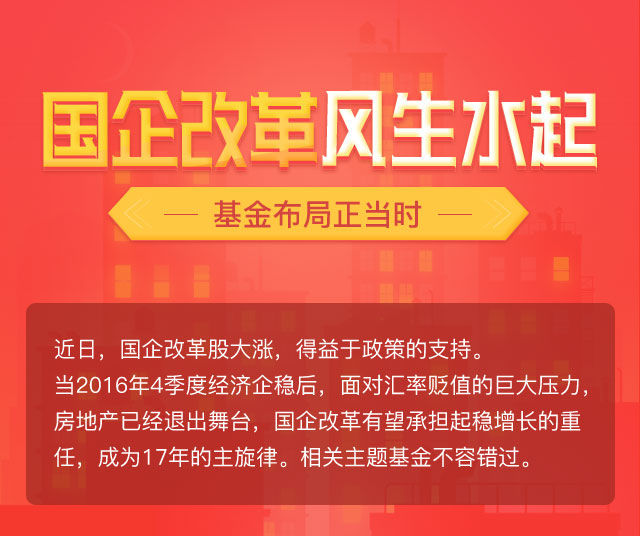 国企改革风生水起
基金布局正当时
近日，国企改革股大涨，得益于政策的支持。
当2016年4季度经济企稳后，面对汇率贬值的巨大压力，
房地产已经退出舞台，国企改革有望承担起稳增长的重
任，成为17年的主旋律。相关主题基金不容错过。